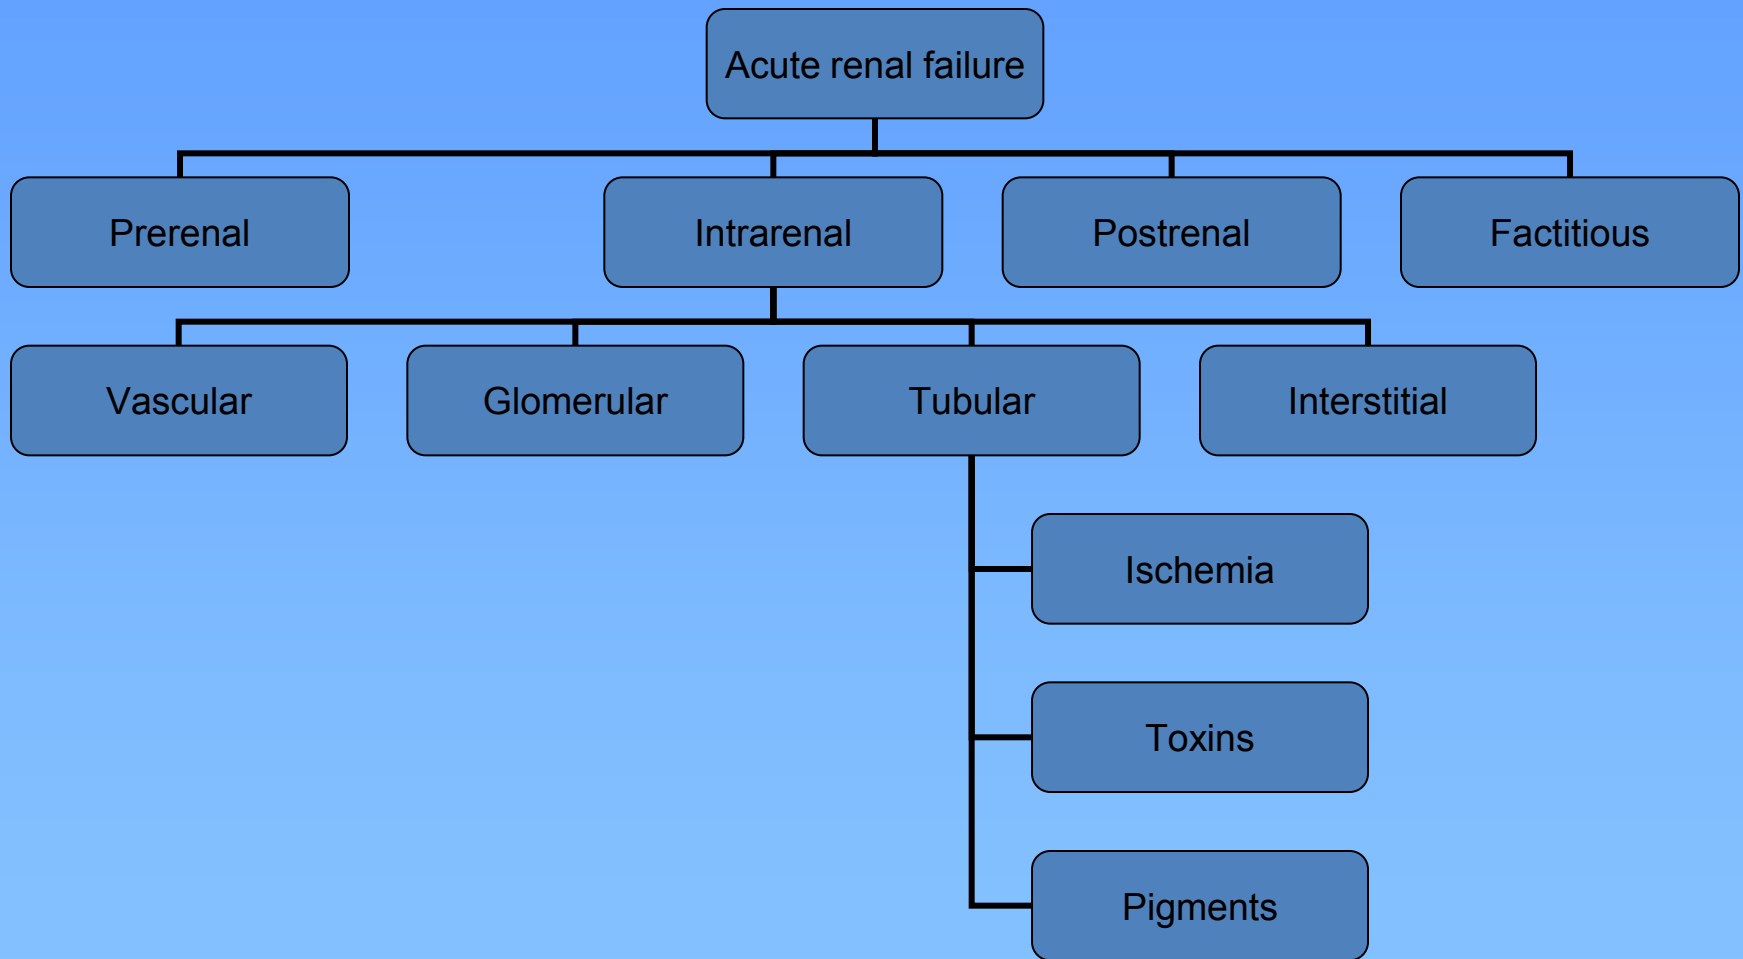 Acute renal failure
Prerenal
Intrarenal
Postrenal
Factitious
Vascular
Glomerular
Tubular
Interstitial
Ischemia
Toxins
Pigments